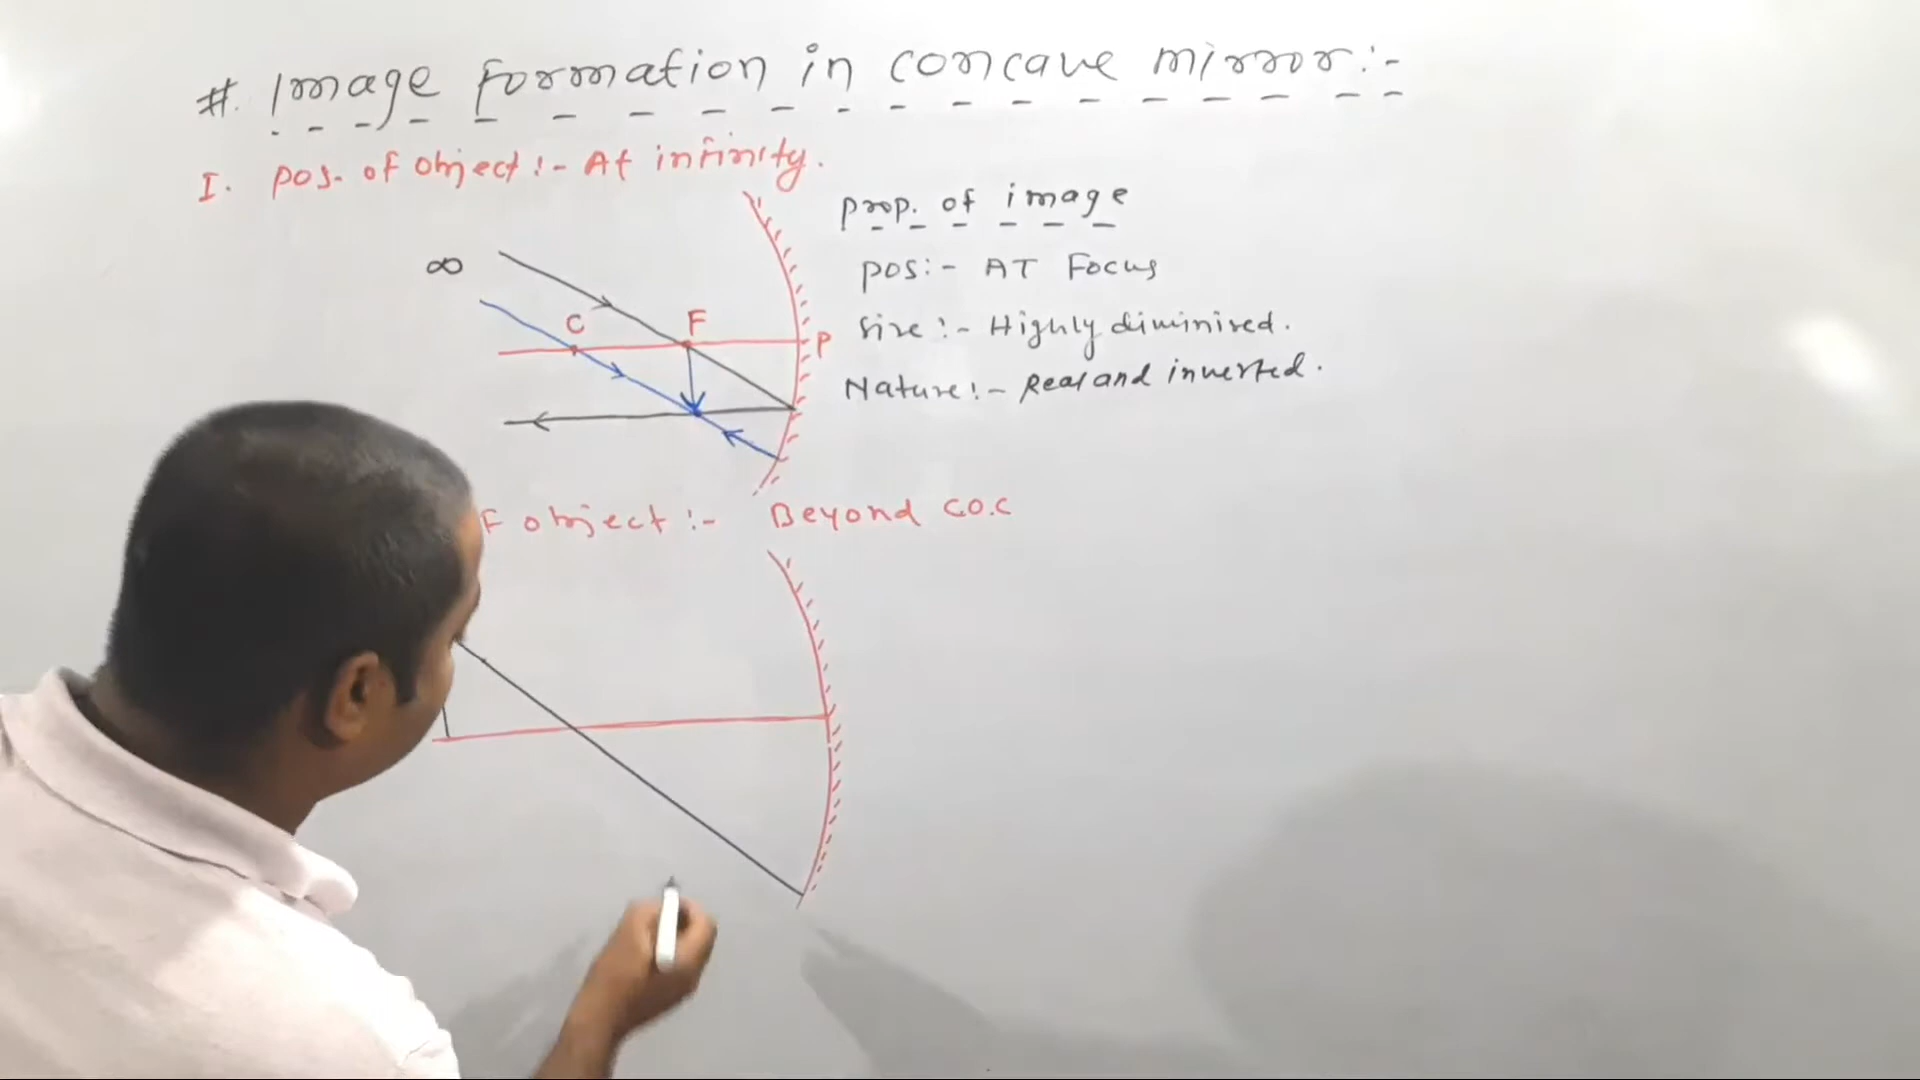 #. Image formation in concave mirror:-
I. pos. of object:- At infinity.
prop. of image
∞
pos:- AT Focus
C F P
Size:- Highly diminised.
Nature:- Real and inverted.
F object:- Beyond C.O.C